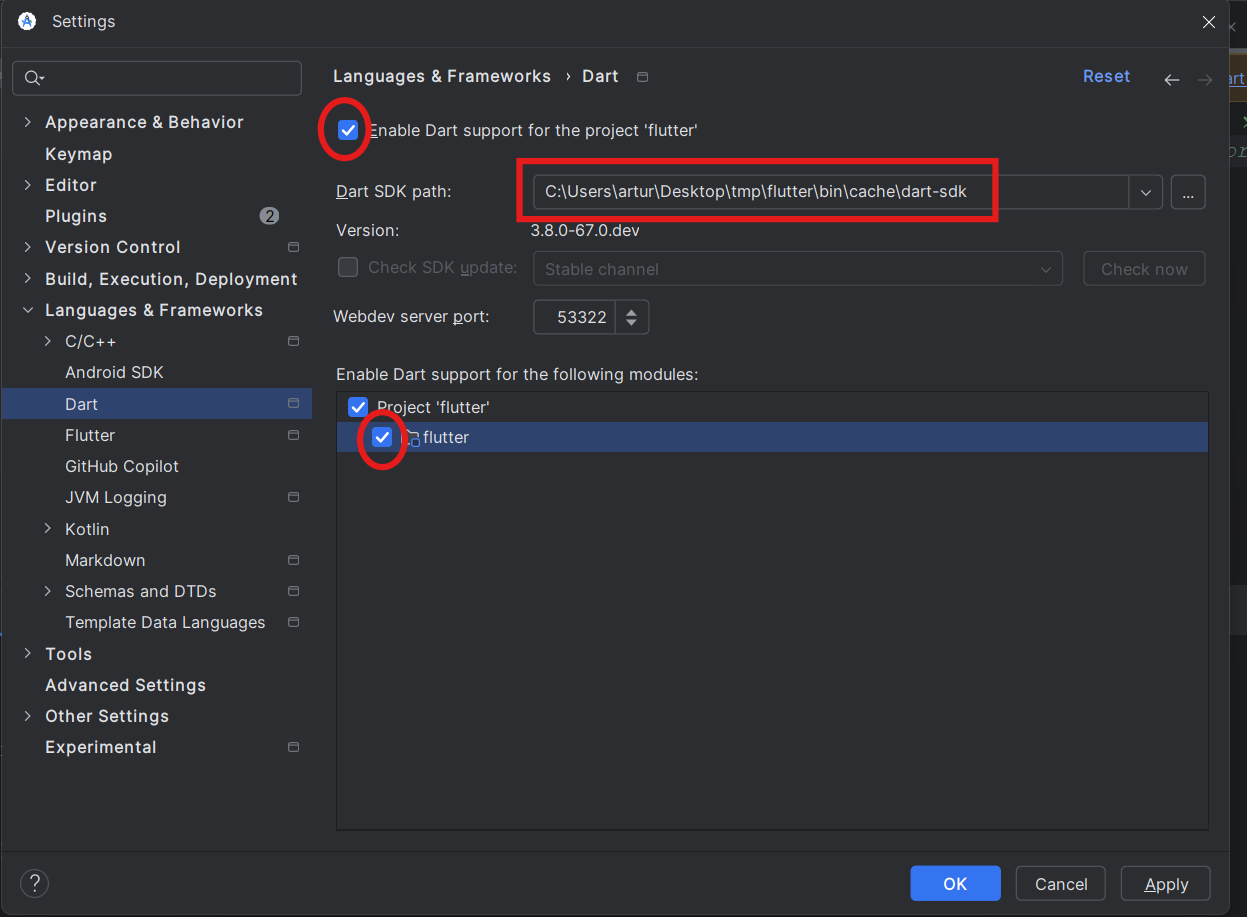 Settings
Languages & Frameworks › Dart
Reset
Appearance & Behavior
Keymap
Editor
Plugins 2
Version Control
Build, Execution, Deployment
Languages & Frameworks
C/C++
Android SDK
Dart
Flutter
GitHub Copilot
JVM Logging
Kotlin
Markdown
Schemas and DTDs
Template Data Languages
Tools
Advanced Settings
Other Settings
Experimental
Enable Dart support for the project 'flutter'
Dart SDK path: C:\Users\artur\Desktop\tmp\flutter\bin\cache\dart-sdk ...
Version: 3.8.0-67.0.dev
Check SDK update: Stable channel Check now
Webdev server port: 53322
Enable Dart support for the following modules:
Project 'flutter'
flutter
? OK Cancel Apply